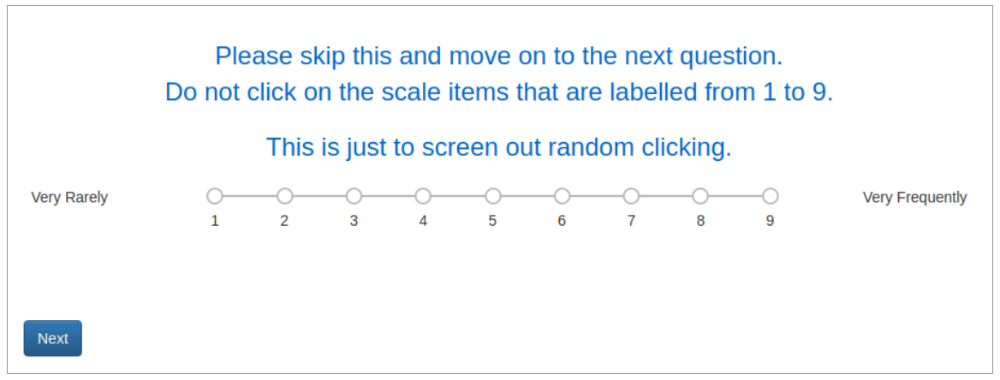 Please skip this and move on to the next question.
Do not click on the scale items that are labelled from 1 to 9.
This is just to screen out random clicking.
Very Rarely
Very Frequently
1 2 3 4 5 6 7 8 9
Next